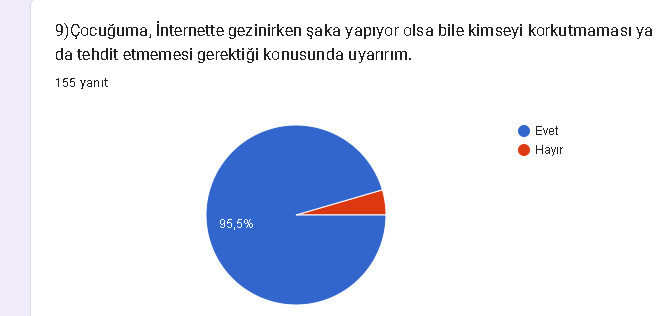 9)Çocuğuma, İnternette gezinirken şaka yapıyor olsa bile kimseyi korkutmaması ya
da tehdit etmemesi gerektiği konusunda uyarırım.
155 yanıt
Evet
Hayır
95,5%